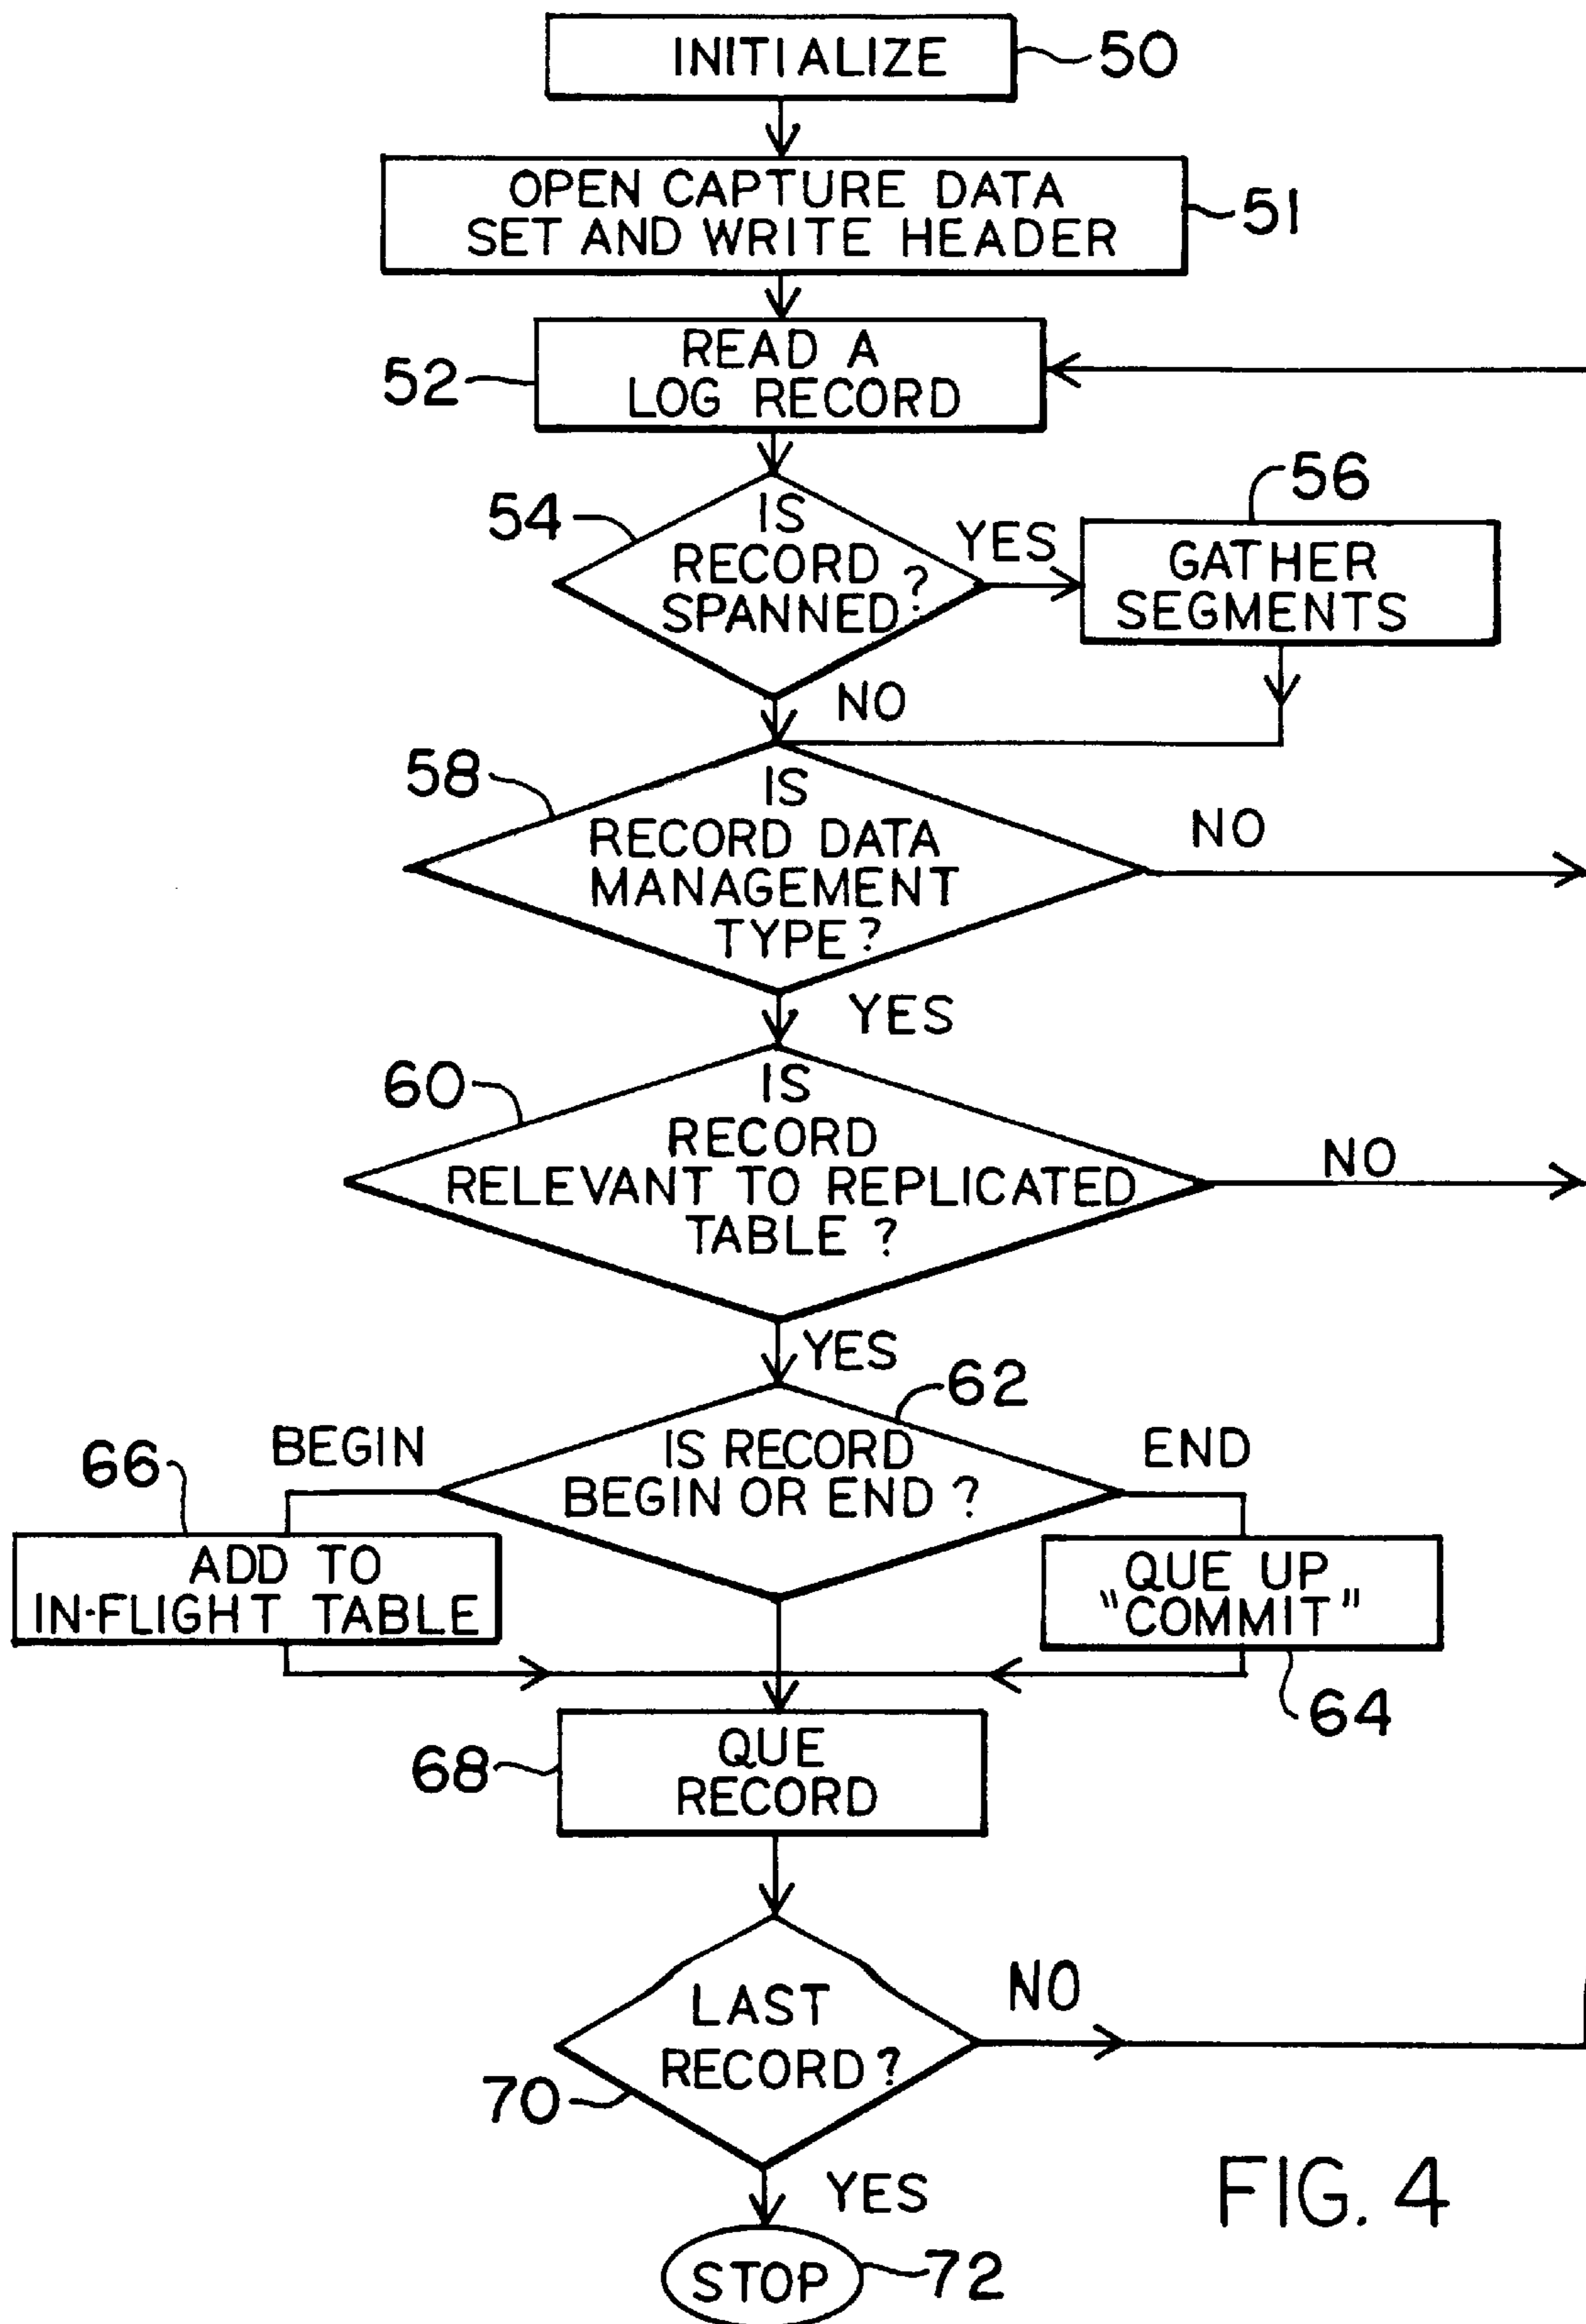 INITIALIZE
50
OPEN CAPTURE DATA
SET AND WRITE HEADER
51
READ A
LOG RECORD
52
54
IS
RECORD
SPANNED?
YES
56
GATHER
SEGMENTS
NO
58
IS
RECORD DATA
MANAGEMENT
TYPE?
NO
YES
60
IS
RECORD
RELEVANT TO REPLICATED
TABLE ?
NO
YES
62
IS RECORD
BEGIN OR END ?
BEGIN
END
66
ADD TO
IN-FLIGHT TABLE
QUE UP
"COMMIT"
64
68
QUE
RECORD
LAST
RECORD?
NO
70
YES
STOP
72
FIG. 4